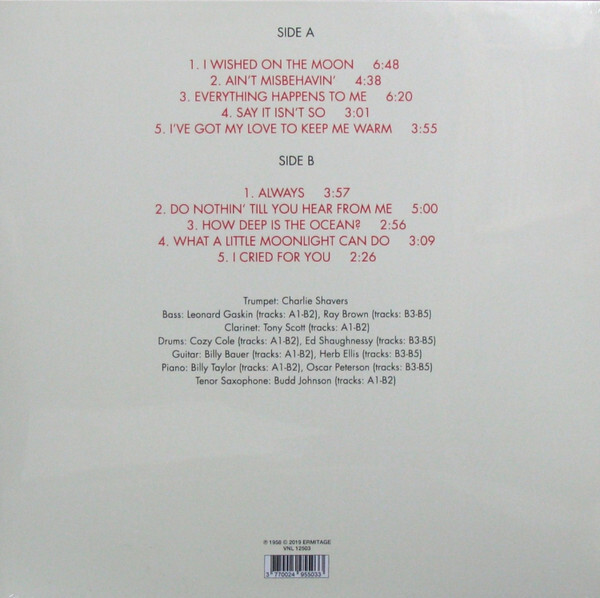 SIDE A
1. I WISHED ON THE MOON 6:48
2. AIN'T MISBEHAVIN' 4:38
3. EVERYTHING HAPPENS TO ME 6:20
4. SAY IT ISN'T SO 3:01
5. I'VE GOT MY LOVE TO KEEP ME WARM 3:55
SIDE B
1. ALWAYS 3:57
2. DO NOTHIN' TILL YOU HEAR FROM ME 5:00
3. HOW DEEP IS THE OCEAN? 2:56
4. WHAT A LITTLE MOONLIGHT CAN DO 3:09
5. I CRIED FOR YOU 2:26
Trumpet: Charlie Shavers
Bass: Leonard Gaskin (tracks: A1-B2), Ray Brown (tracks: B3-B5)
Clarinet: Tony Scott (tracks: A1-B2)
Drums: Cozy Cole (tracks: A1-B2), Ed Shaughnessy (tracks: B3-B5)
Guitar: Billy Bauer (tracks: A1-B2), Herb Ellis (tracks: B3-B5)
Piano: Billy Taylor (tracks: A1-B2), Oscar Peterson (tracks: B3-B5)
Tenor Saxophone: Budd Johnson (tracks: A1-B2)
℗ 1956 © 2019 ERMITAGE
VNL 12503
3 770024 955033